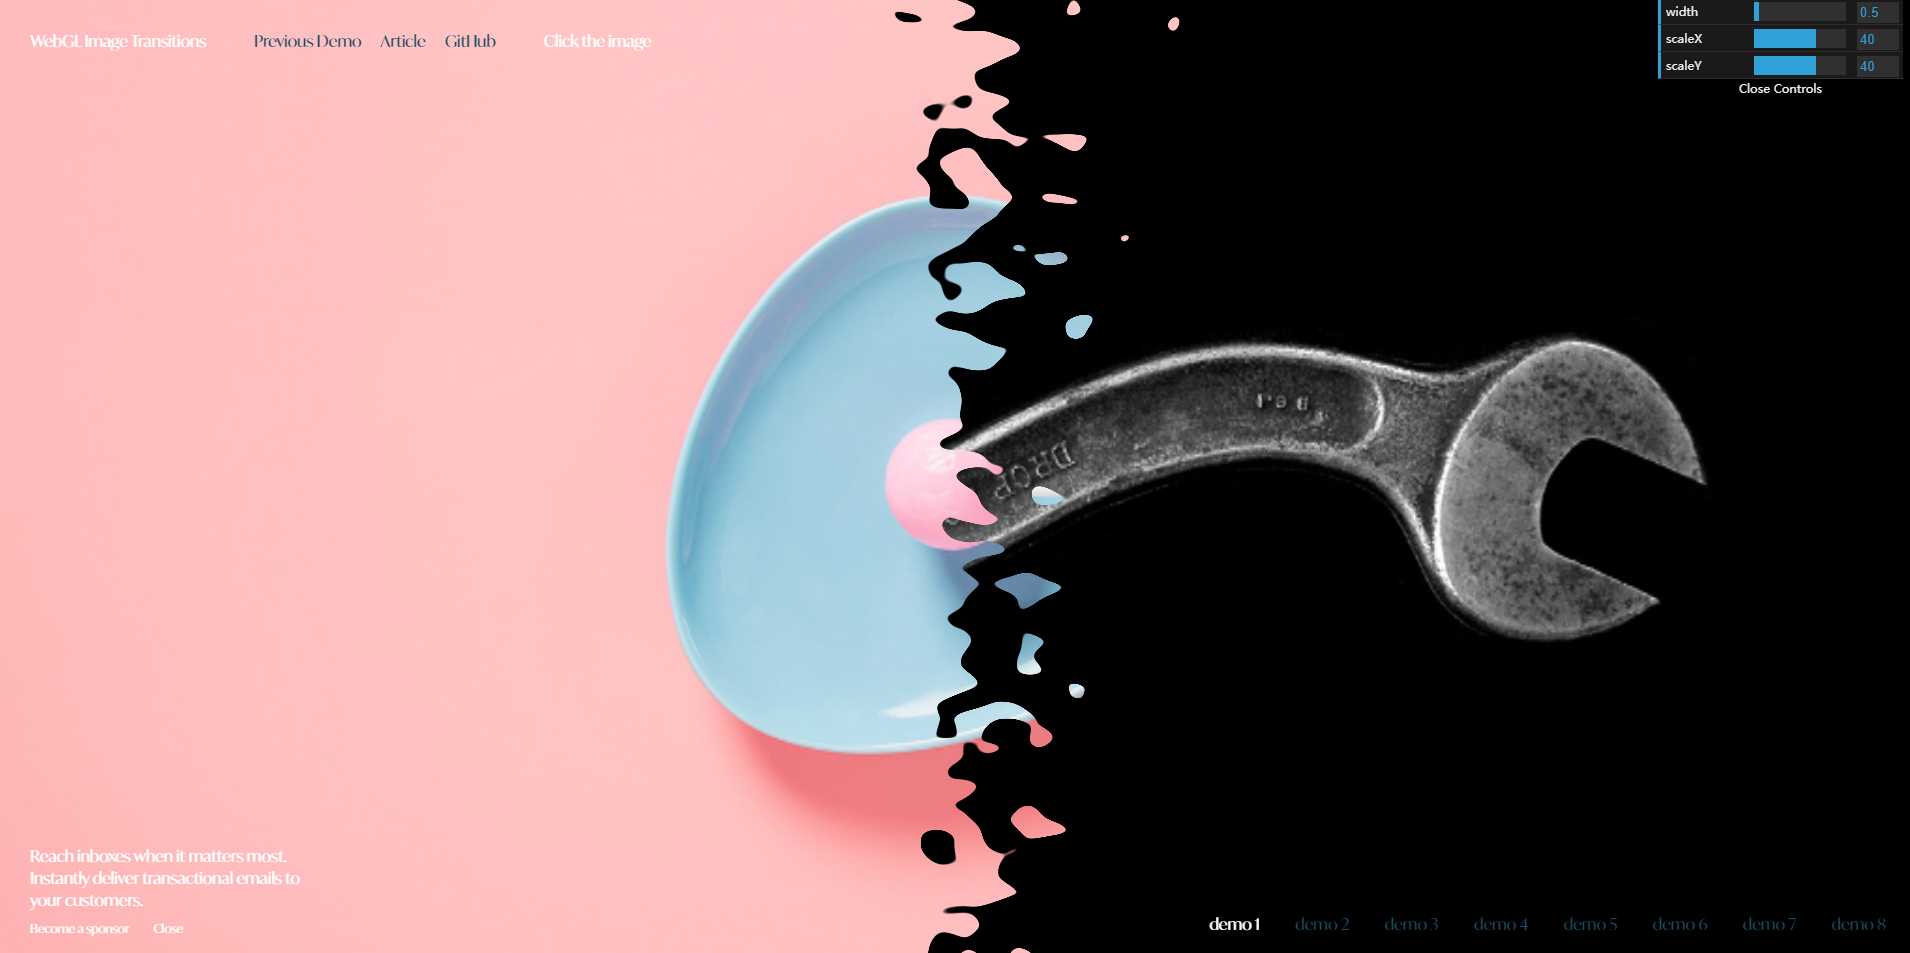 WebGL Image Transitions Previous Demo Article GitHub Click the image
width 0.5
scaleX 40
scaleY 40
Close Controls
DROP
Reach inboxes when it matters most.
Instantly deliver transactional emails to
your customers.
Become a sponsor Close
demo 1 demo 2 demo 3 demo 4 demo 5 demo 6 demo 7 demo 8